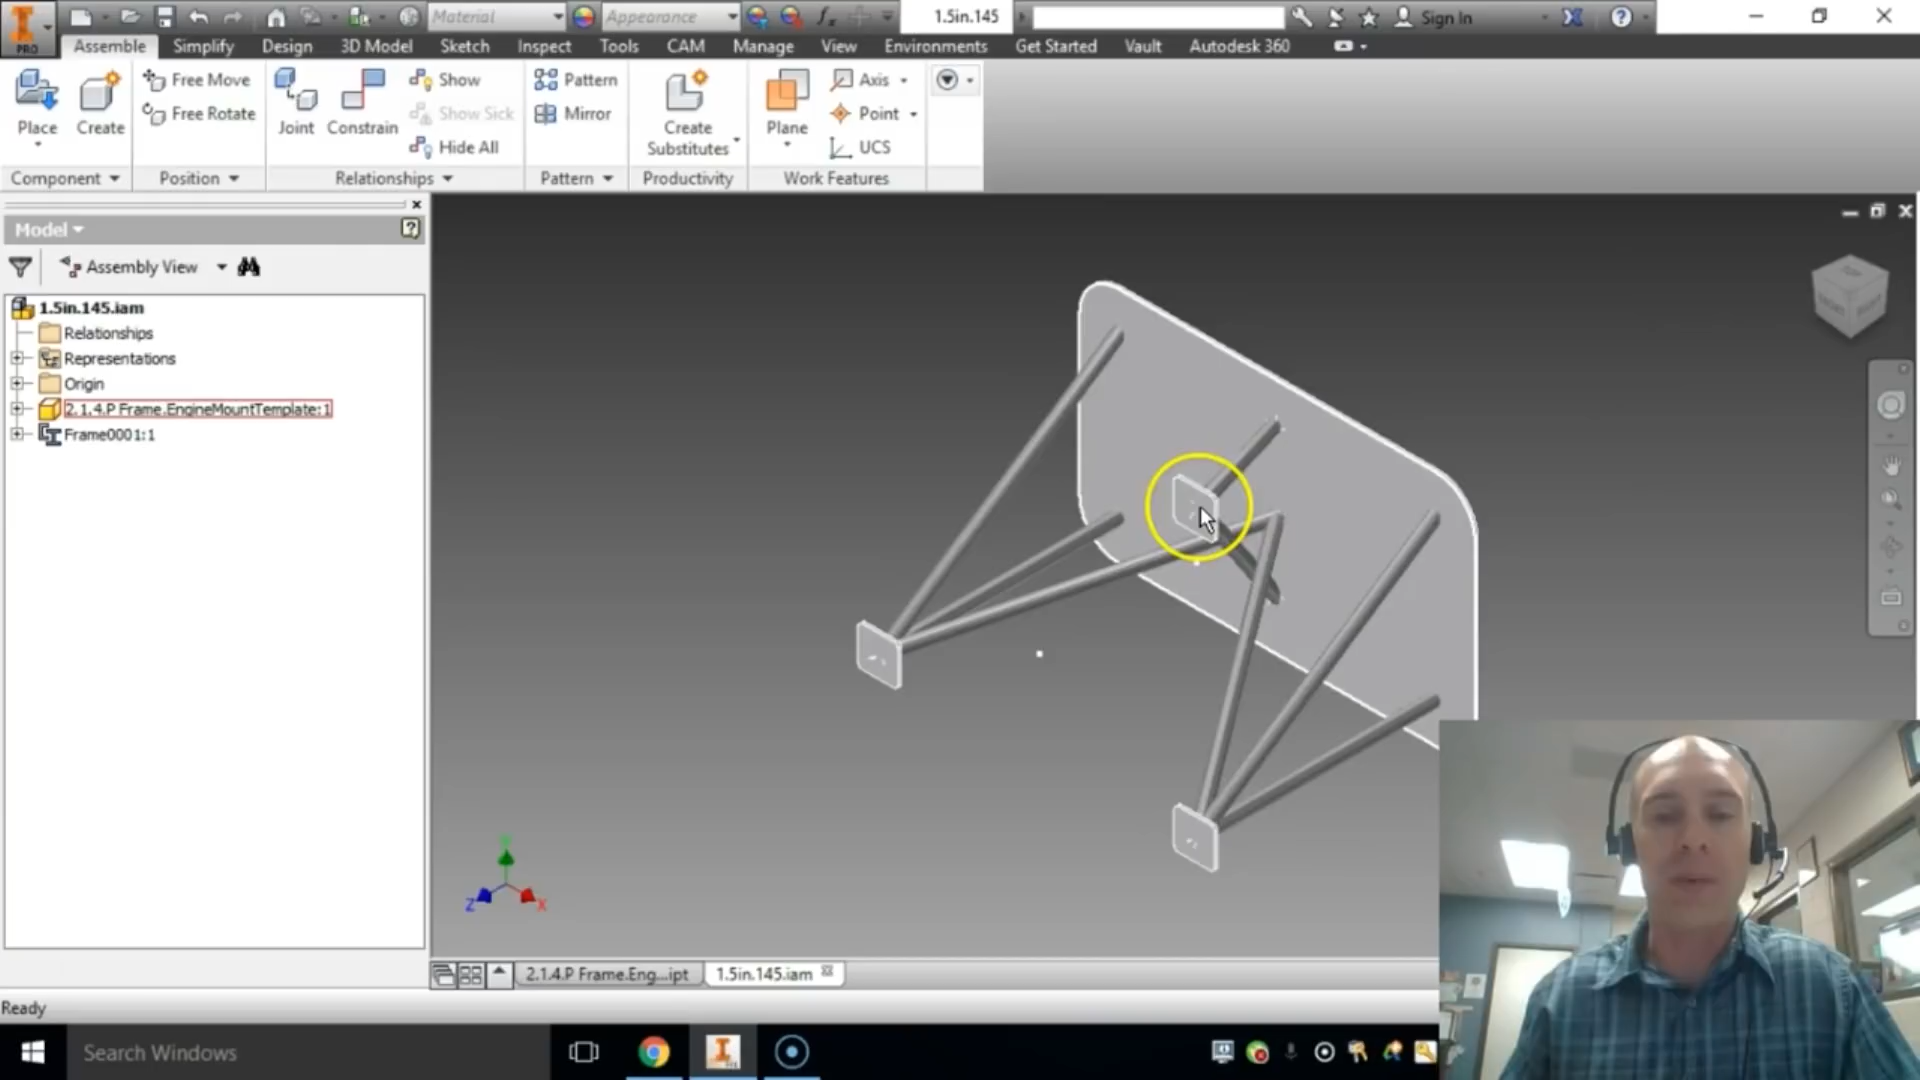 PRO
Material
Appearance
1.5in.145
Sign In
Assemble
Simplify
Design
3D Model
Sketch
Inspect
Tools
CAM
Manage
View
Environments
Get Started
Vault
Autodesk 360
Place
Create
Free Move
Free Rotate
Joint
Constrain
Show
Show Sick
Hide All
Pattern
Mirror
Create
Substitutes
Plane
Axis
Point
UCS
Component
Position
Relationships
Pattern
Productivity
Work Features
Model
Assembly View
1.5in.145.iam
Relationships
Representations
Origin
2.1.4.P Frame.EngineMountTemplate:1
Frame0001:1
Z
X
2.1.4.P Frame.Eng...ipt
1.5in.145.iam
Ready
Search Windows